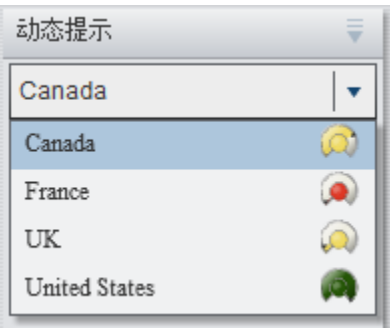 动态提示
Canada
Canada
France
UK
United States